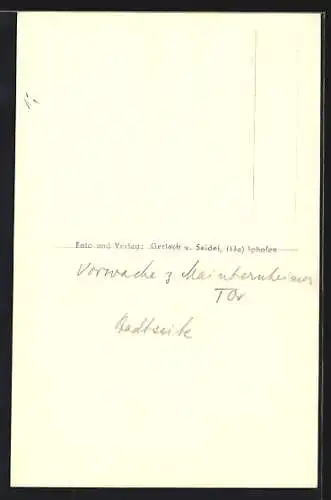 Foto und Verlag: Gerlach u. Seidel, (13a) Iphofen
Vorwache z Mainbernheimer
Tor
Stadtseite